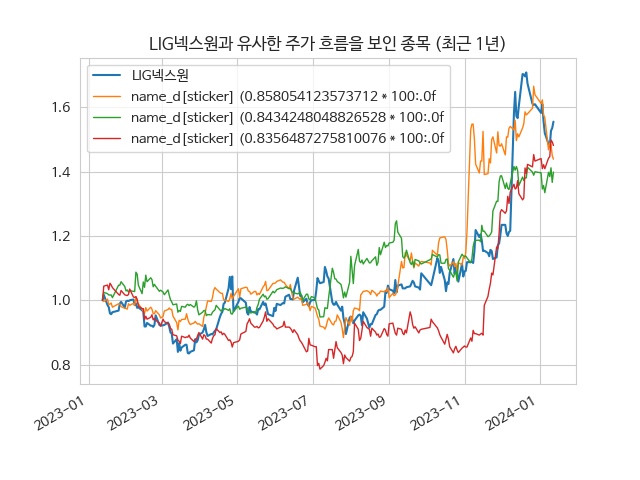 LIG넥스원과 유사한 주가 흐름을 보인 종목 (최근 1년)
LIG넥스원
name_d[sticker] (0.858054123573712 * 100:.0f
name_d[sticker] (0.8434248048826528 * 100:.0f
name_d[sticker] (0.8356487275810076 * 100:.0f
1.6
1.4
1.2
1.0
0.8
2023-01
2023-03
2023-05
2023-07
2023-09
2023-11
2024-01